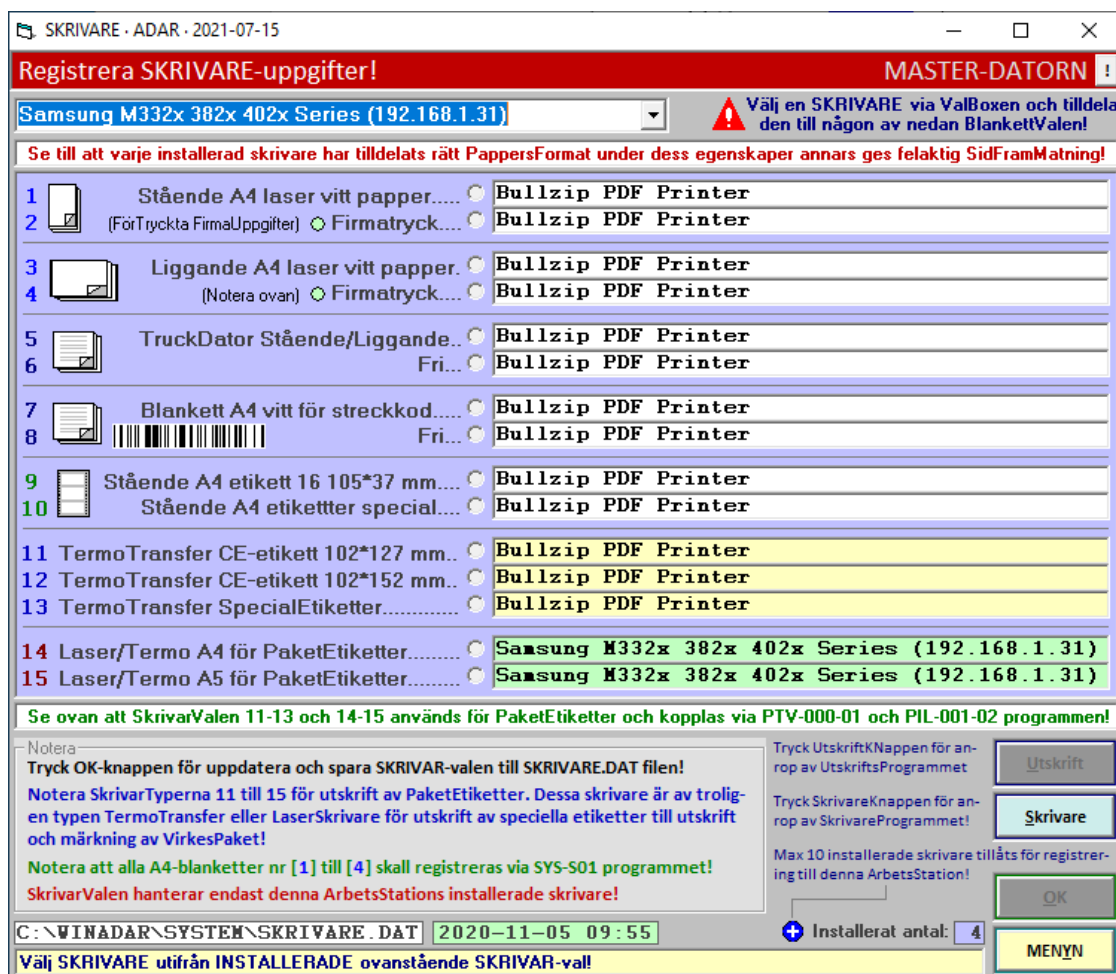 SKRIVARE - ADAR - 2021-07-15
Registrera SKRIVARE-uppgifter!
MASTER-DATORN !
Samsung M332x 382x 402x Series (192.168.1.31)
Välj en SKRIVARE via ValBoxen och tilldela
den till någon av nedan BlankettValen!
Se till att varje installerad skrivare har tilldelats rätt PappersFormat under dess egenskaper annars ges felaktig SidFramMatning!
1 Stående A4 laser vitt papper..... Bullzip PDF Printer
2 (FörTryckta FirmaUppgifter) Firmatryck.... Bullzip PDF Printer
3 Liggande A4 laser vitt papper. Bullzip PDF Printer
4 (Notera ovan) Firmatryck.... Bullzip PDF Printer
5 TruckDator Stående/Liggande.. Bullzip PDF Printer
6 Fri... Bullzip PDF Printer
7 Blankett A4 vitt för streckkod..... Bullzip PDF Printer
8 Fri... Bullzip PDF Printer
9 Stående A4 etikett 16 105*37 mm.... Bullzip PDF Printer
10 Stående A4 etikettter special.... Bullzip PDF Printer
11 TermoTransfer CE-etikett 102*127 mm.. Bullzip PDF Printer
12 TermoTransfer CE-etikett 102*152 mm.. Bullzip PDF Printer
13 TermoTransfer SpecialEtiketter............. Bullzip PDF Printer
14 Laser/Termo A4 för PaketEtiketter......... Samsung M332x 382x 402x Series (192.168.1.31)
15 Laser/Termo A5 för PaketEtiketter......... Samsung M332x 382x 402x Series (192.168.1.31)
Se ovan att SkrivarValen 11-13 och 14-15 används för PaketEtiketter och kopplas via PTV-000-01 och PIL-001-02 programmen!
Notera
Tryck OK-knappen för uppdatera och spara SKRIVAR-valen till SKRIVARE.DAT filen!
Notera SkrivarTyperna 11 till 15 för utskrift av PaketEtiketter. Dessa skrivare är av trolig-
en typen TermoTransfer eller LaserSkrivare för utskrift av speciella etiketter till utskrift
och märkning av VirkesPaket!
Notera att alla A4-blanketter nr [1] till [4] skall registreras via SYS-S01 programmet!
SkrivarValen hanterar endast denna ArbetsStations installerade skrivare!
Tryck UtskriftKNappen för an-
rop av UtskriftsProgrammet
Utskrift
Tryck SkrivareKnappen för an-
rop av SkrivareProgrammet!
Skrivare
Max 10 installerade skrivare tillåts för registrer-
ing till denna ArbetsStation!
OK
C:\WINADAR\SYSTEM\SKRIVARE.DAT 2020-11-05 09:55
Installerat antal: 4
MENYN
Välj SKRIVARE utifrån INSTALLERADE ovanstående SKRIVAR-val!